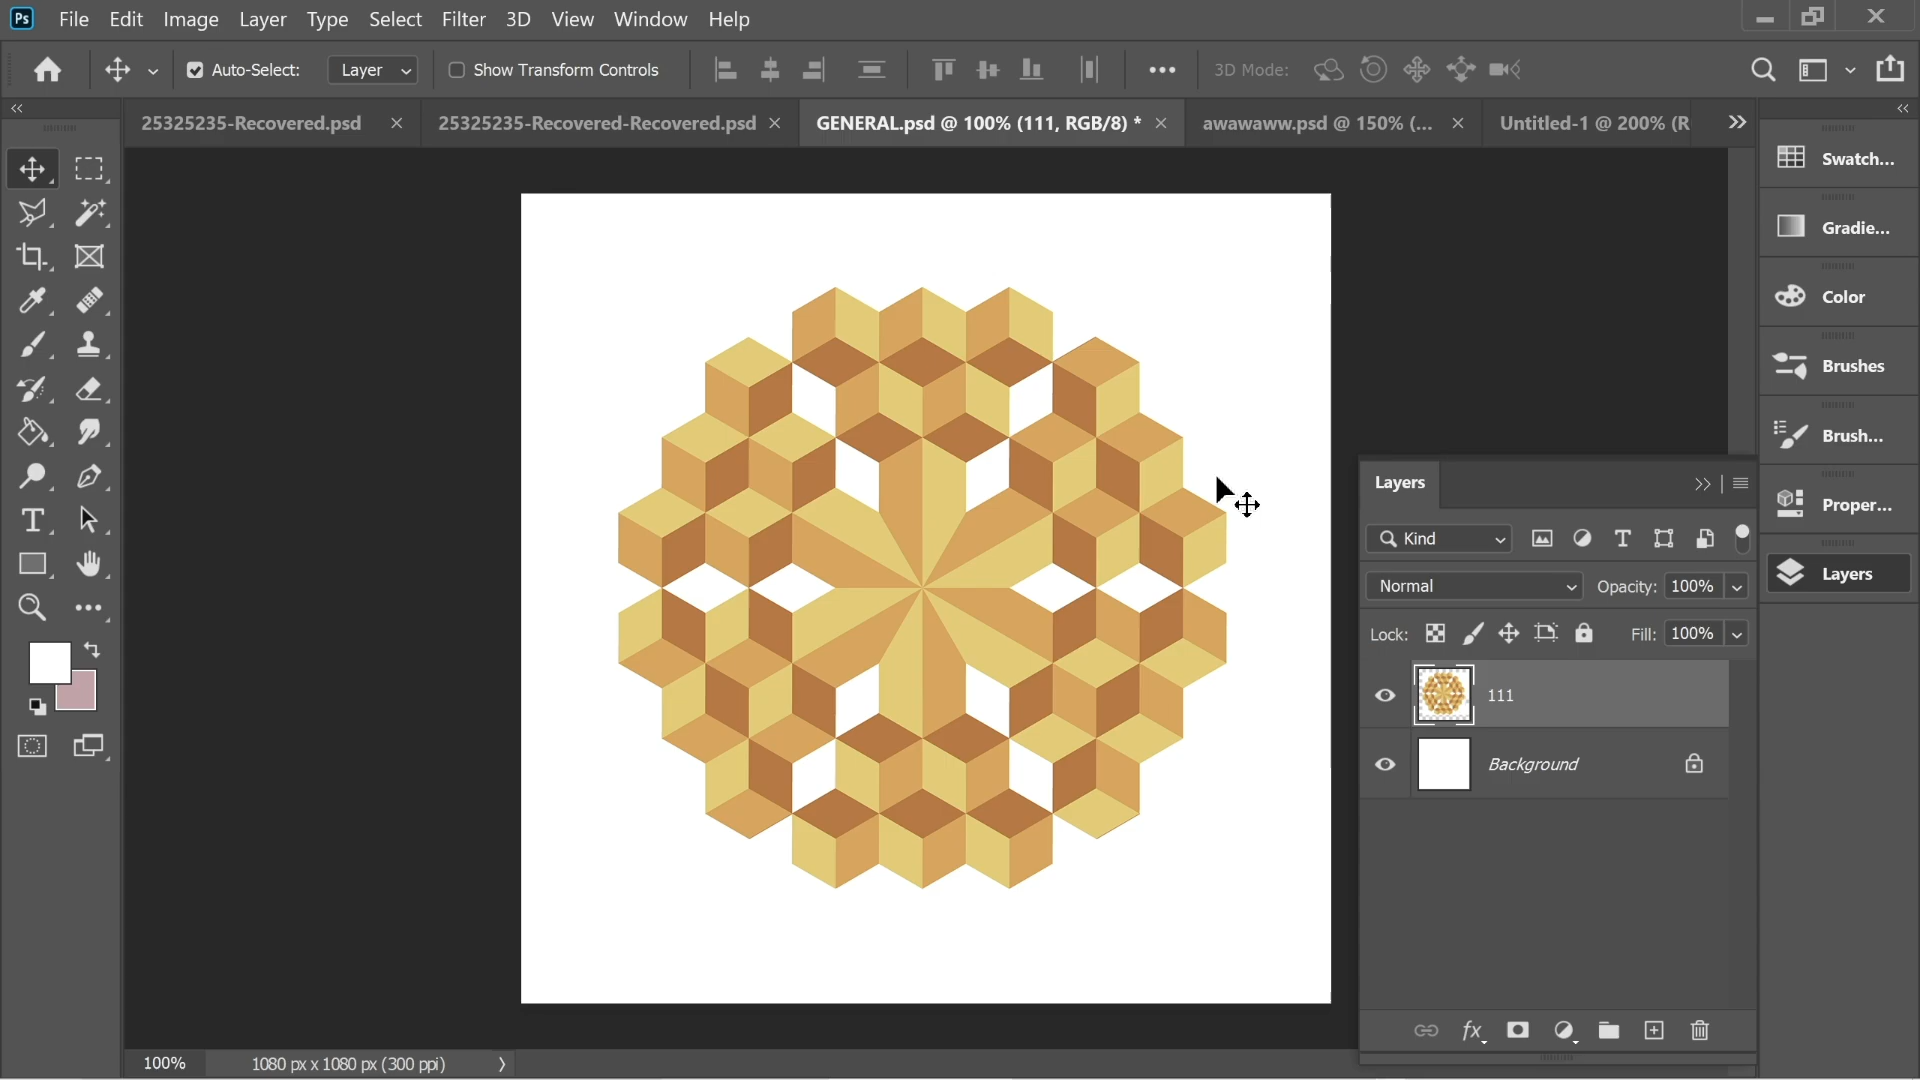 Ps File Edit Image Layer Type Select Filter 3D View Window Help
Auto-Select: Layer Show Transform Controls 3D Mode:
25325235-Recovered.psd 25325235-Recovered-Recovered.psd GENERAL.psd @ 100% (111, RGB/8) * awawaww.psd @ 150% (... Untitled-1 @ 200% (R
Swatch...
Gradie...
Color
Brushes
Brush...
Proper...
Layers
Layers
Kind
Normal Opacity: 100%
Lock: Fill: 100%
111
Background
100% 1080 px x 1080 px (300 ppi)